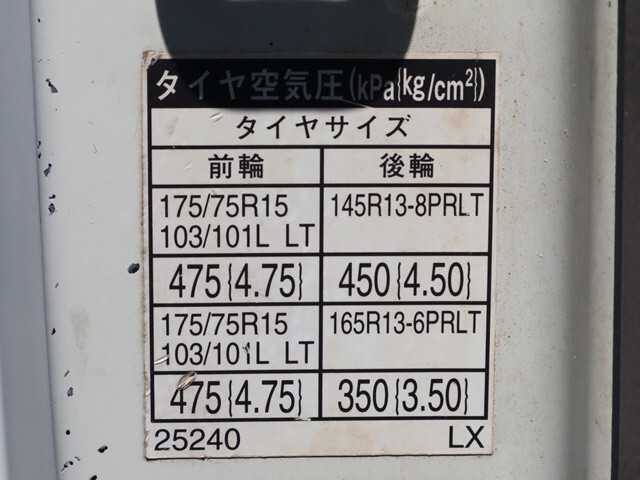 タイヤ空気圧(kPa{kg/cm²})
タイヤサイズ
前輪 後輪
175/75R15 145R13-8PRLT
103/101L LT
475{4.75} 450{4.50}
175/75R15 165R13-6PRLT
103/101L LT
475{4.75} 350{3.50}
25240 LX